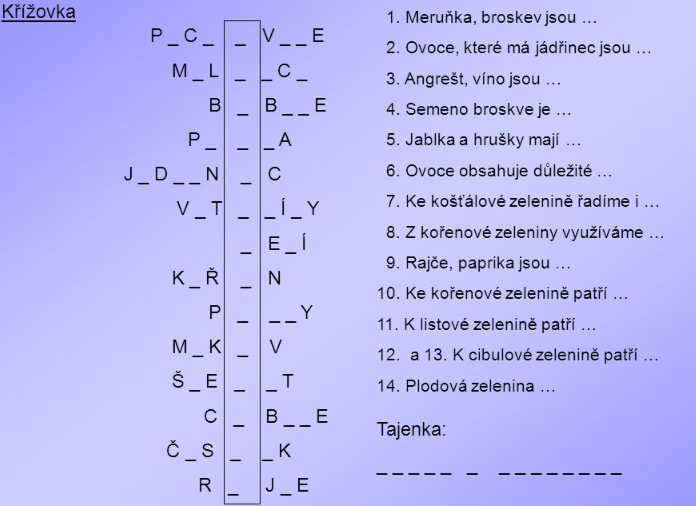 Křížovka
P _ C _ _ V _ _ E
M _ L _ _ C _
B _ B _ _ E
P _ _ _ A
J _ D _ _ N _ C
V _ T _ _ Í _ Y
_ E _ Í
K _ Ř _ N
P _ _ _ Y
M _ K _ V
Š _ E _ _ T
C _ B _ _ E
Č _ S _ _ K
R _ J _ E
1. Meruňka, broskev jsou …
2. Ovoce, které má jádřinec jsou …
3. Angrešt, víno jsou …
4. Semeno broskve je …
5. Jablka a hrušky mají …
6. Ovoce obsahuje důležité …
7. Ke košťálové zelenině řadíme i …
8. Z kořenové zeleniny využíváme …
9. Rajče, paprika jsou …
10. Ke kořenové zelenině patří …
11. K listové zelenině patří …
12. a 13. K cibulové zelenině patří …
14. Plodová zelenina …
Tajenka:
_ _ _ _ _ _ _ _ _ _ _ _ _ _